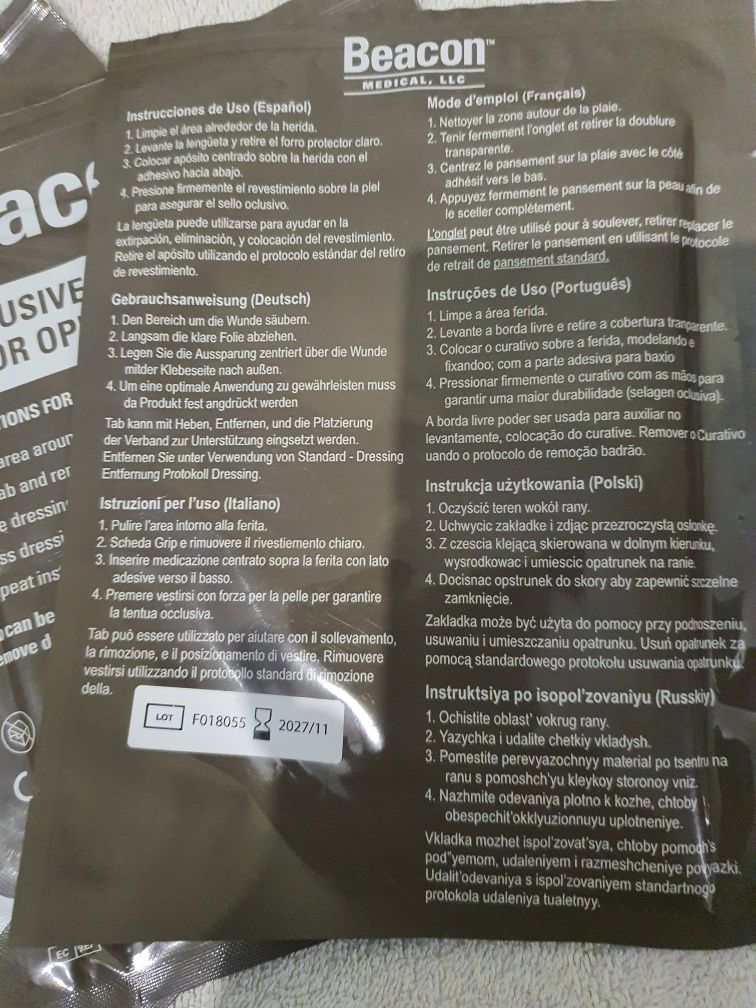 Beacon™
MEDICAL, LLC
Instrucciones de Uso (Español)
1. Limpie el área alrededor de la herida.
2. Levante la lengüeta y retire el forro protector claro.
3. Colocar apósito centrado sobre la herida con el
adhesivo hacia abajo.
4. Presione firmemente el revestimiento sobre la piel
para asegurar el sello oclusivo.
La lengüeta puede utilizarse para ayudar en la
extirpación, eliminación, y colocación del revestimiento.
Retire el apósito utilizando el protocolo estándar del retiro
de revestimiento.
Gebrauchsanweisung (Deutsch)
1. Den Bereich um die Wunde säubern.
2. Langsam die klare Folie abziehen.
3. Legen Sie die Aussparung zentriert über die Wunde
mitder Klebeseite nach außen.
4. Um eine optimale Anwendung zu gewährleisten muss
da Produkt fest angdrückt werden
Tab kann mit Heben, Entfernen, und die Platzierung
der Verband zur Unterstützung eingsetzt werden.
Entfernen Sie unter Verwendung von Standard - Dressing
Entfernung Protokoll Dressing.
Istruzioni per l'uso (Italiano)
1. Pulire l'area intorno alla ferita.
2. Scheda Grip e rimuovere il rivestiemento chiaro.
3. Inserire medicazione centrato sopra la ferita con lato
adesive verso il basso.
4. Premere vestirsi con forza per la pelle per garantire
la tentua occlusiva.
Tab può essere utilizzato per aiutare con il sollevamento,
la rimozione, e il posizionamento di vestire. Rimuovere
vestirsi utilizzando il protocollo standard di rimozione
della.
LOT F018055 2027/11
Mode d'emploi (Français)
1. Nettoyer la zone autour de la plaie.
2. Tenir fermement l'onglet et retirer la doublure
transparente.
3. Centrez le pansement sur la plaie avec le côté
adhésif vers le bas.
4. Appuyez fermement le pansement sur la peau afin de
le sceller complètement.
L'onglet peut être utilisé pour à soulever, retirer replacer le
pansement. Retirer le pansement en utilisant le protocole
de retrait de pansement standard.
Instruções de Uso (Português)
1. Limpe a área ferida.
2. Levante a borda livre e retire a cobertura tranparente.
3. Colocar o curativo sobre a ferida, modelando e
fixandoo; com a parte adesiva para baxio
4. Pressionar firmemente o curativo com as mãos para
garantir uma maior durabilidade (selagen oclusiva).
A borda livre poder ser usada para auxiliar no
levantamente, colocação do curative. Remover o Curativo
uando o protocolo de remoção badrão.
Instrukcja użytkowania (Polski)
1. Oczyścić teren wokół rany.
2. Uchwycic zakładke i zdjąc przezroczystą osłonkę.
3. Z czescia klejącą skierowana w dolnym kierunku,
wysrodkowac i umiescic opatrunek na ranie.
4. Docisnac opstrunek do skory aby zapewnić szczelne
zamknięcie.
Zakladka może być użyta do pomocy przy podnoszeniu,
usuwaniu i umieszczaniu opatrunku. Usuń opatrunek za
pomocą standardowego protokołu usuwania opatrunku.
Instruktsiya po isopol'zovaniyu (Russkiy)
1. Ochistite oblast' vokrug rany.
2. Yazychka i udalite chetkiy vkladysh.
3. Pomestite perevyazochnyy material po tsentru na
ranu s pomoshch'yu kleykoy storonoy vniz.
4. Nazhmite odevaniya plotno k kozhe, chtoby
obespechit'okklyuzionnuyu uplotneniye.
Vkladka mozhet ispol'zovat'sya, chtoby pomoch's
pod"yemom, udaleniyem i razmeshcheniye povyazki.
Udalit'odevaniya s ispol'zovaniyem standartnogo
protokola udaleniya tualetnyy.
USIVE
OR OP
IONS FOR
area aroun
ab and rer
e dressin
ss dressi
peat ins
can be
move d
EC REP